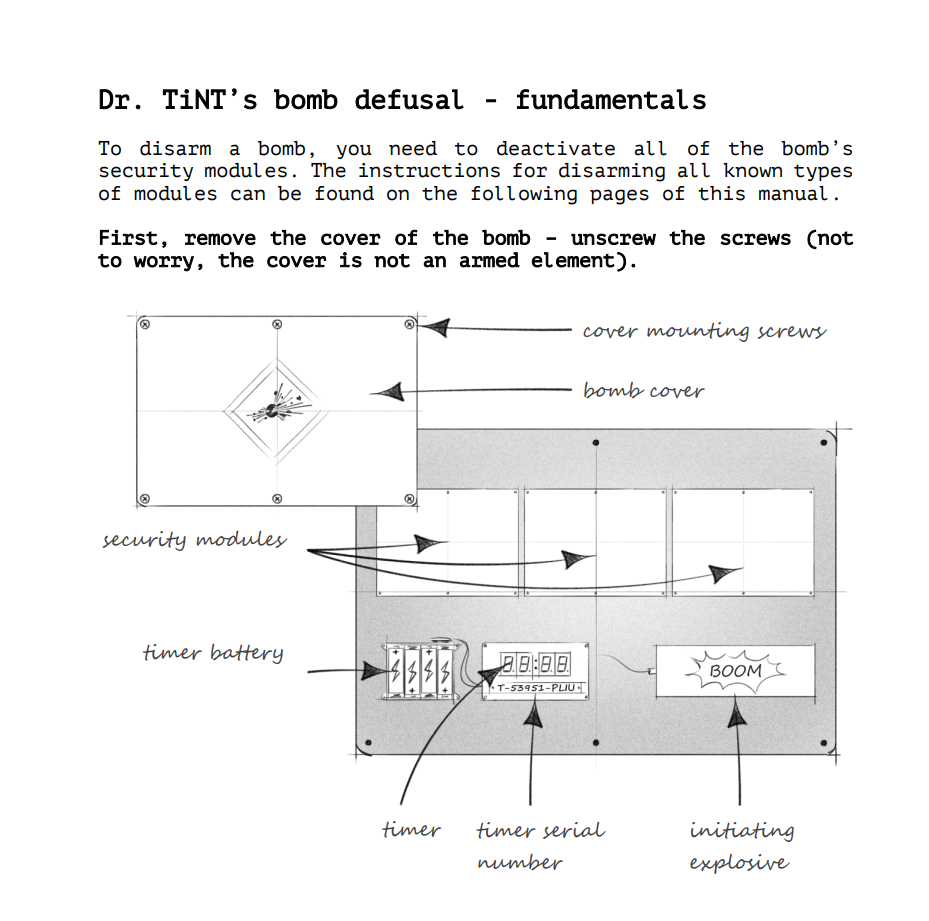 Dr. TiNT’s bomb defusal - fundamentals
To disarm a bomb, you need to deactivate all of the bomb’s
security modules. The instructions for disarming all known types
of modules can be found on the following pages of this manual.
First, remove the cover of the bomb – unscrew the screws (not
to worry, the cover is not an armed element).
cover mounting screws
bomb cover
security modules
timer battery
88:88
T-53951-PLIU
BOOM
timer
timer serial
number
initiating
explosive